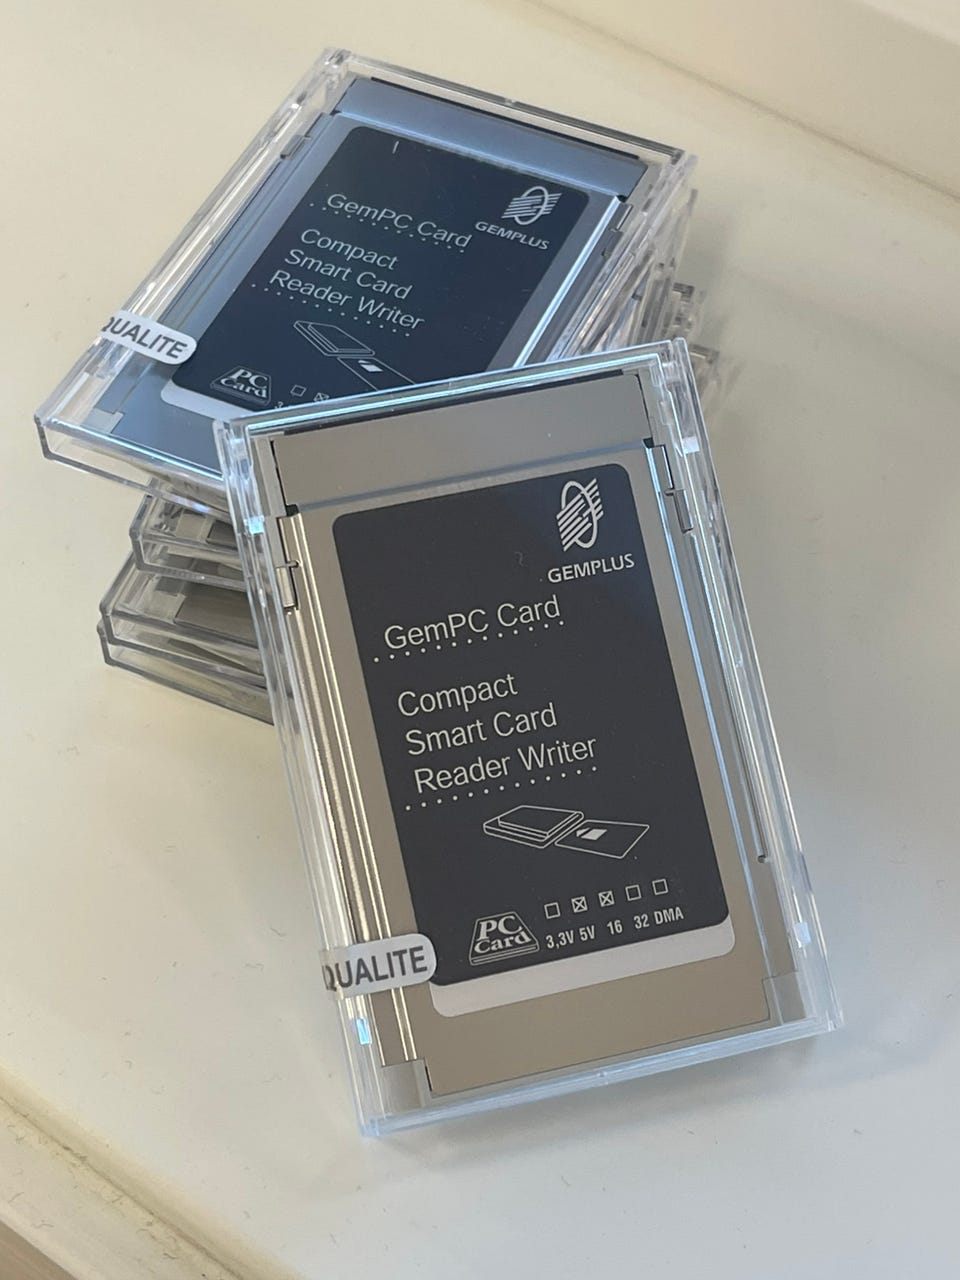 GEMPLUS
GemPC Card
Compact
Smart Card
Reader Writer
PC
Card
QUALITE
GEMPLUS
GemPC Card
Compact
Smart Card
Reader Writer
PC
Card
3,3V 5V 16 32 DMA
QUALITE